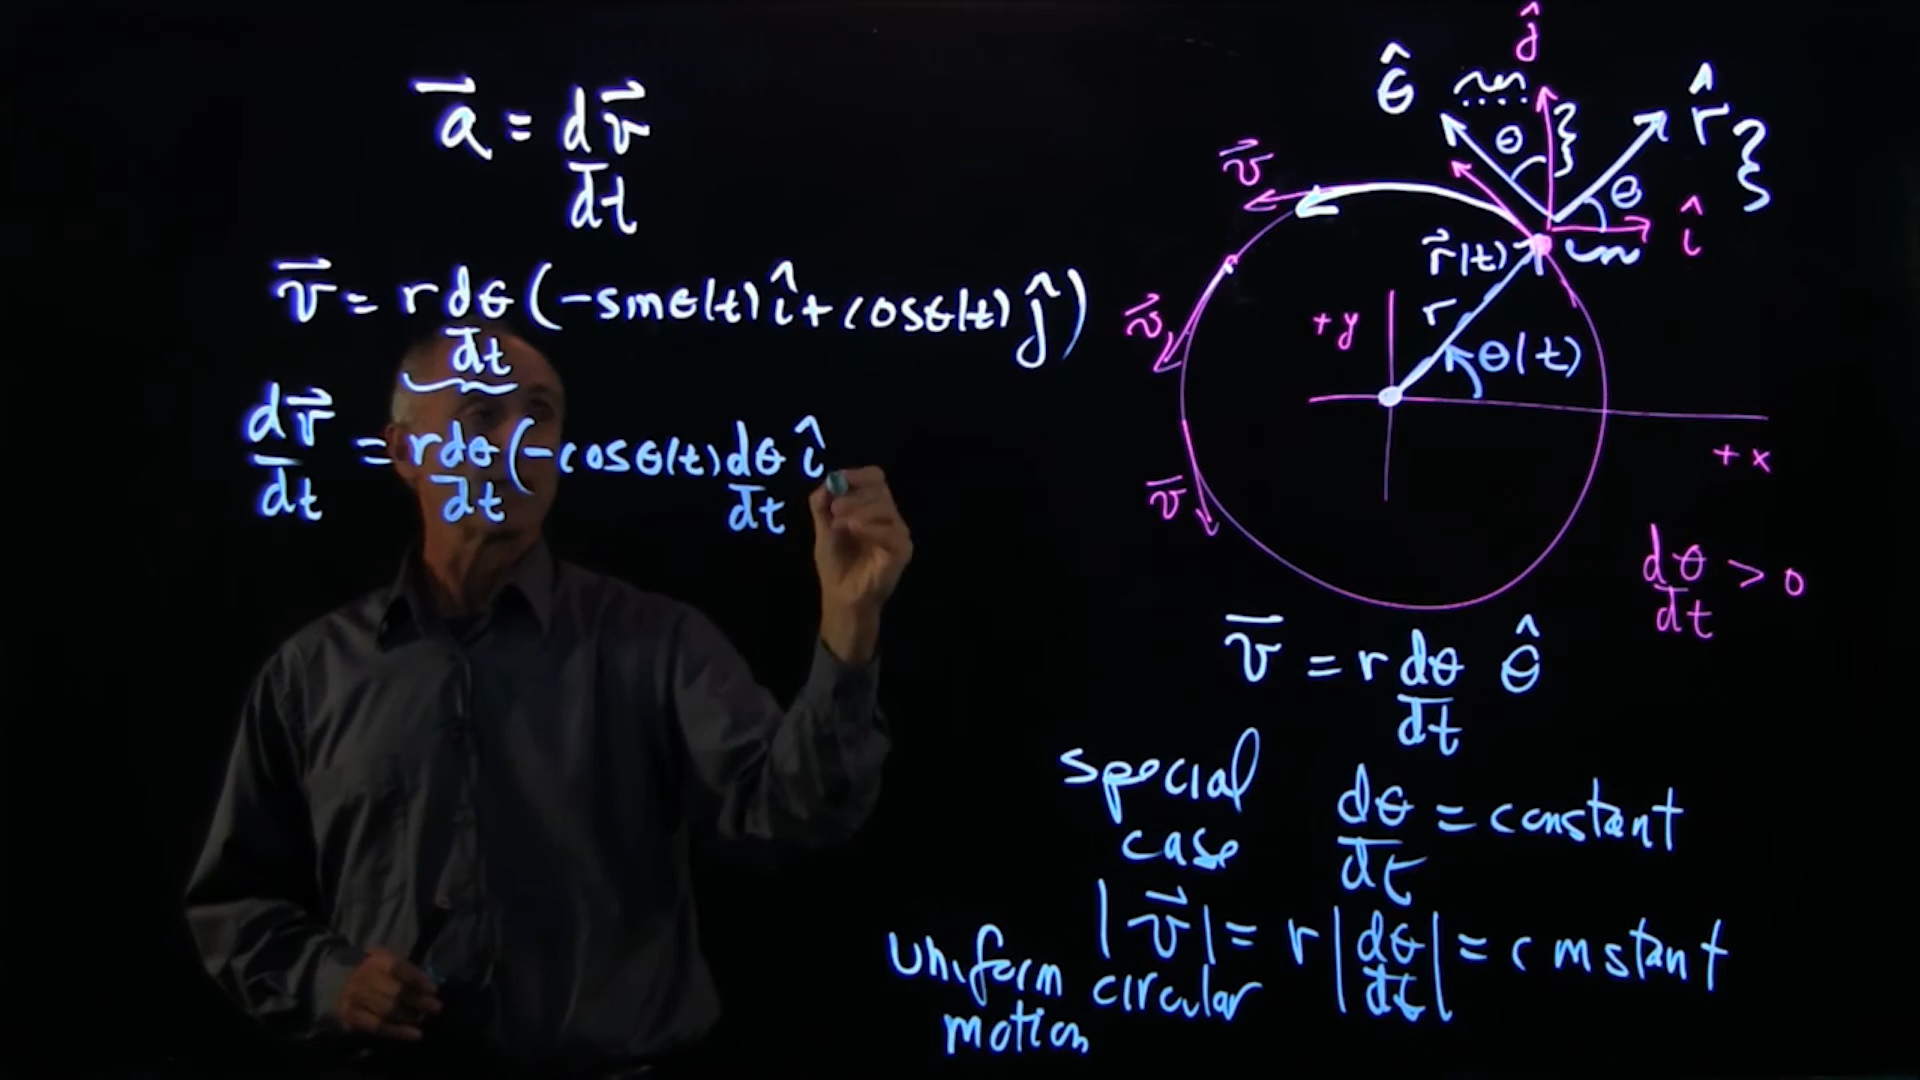 a⃗ = dv⃗/dt
v⃗ = r dθ/dt (-sinθ(t) î + cosθ(t) ĵ)
dv⃗/dt = r dθ/dt (-cosθ(t) dθ/dt î
ĵ
θ̂
r̂
θ
θ
î
v⃗
r⃗(t)
r
v⃗
+y
θ(t)
+x
v⃗
dθ/dt > 0
v⃗ = r dθ/dt θ̂
special case dθ/dt = constant
|v⃗| = r |dθ/dt| = constant
uniform circular
motion